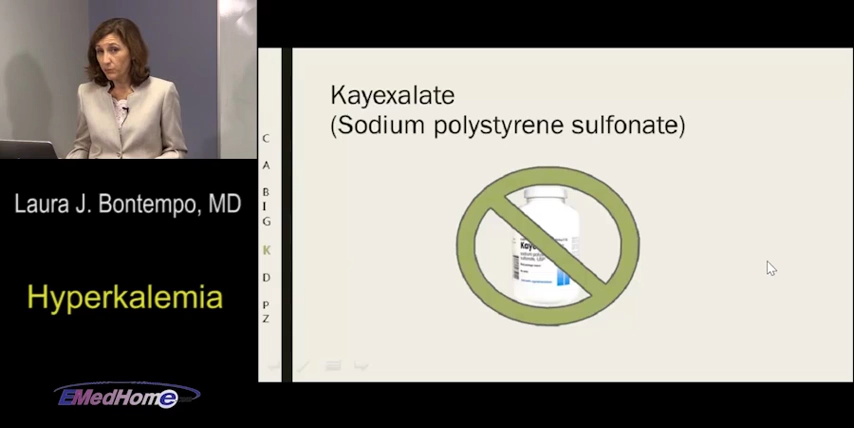 Kayexalate
(Sodium polystyrene sulfonate)
C
A
B
I
G
K
D
P
Z
Laura J. Bontempo, MD
Hyperkalemia
EMedHome